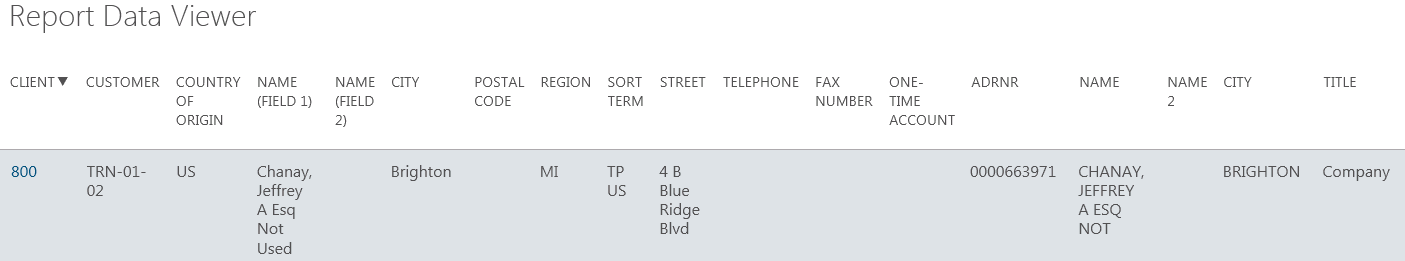 Report Data Viewer
CLIENT▼ CUSTOMER COUNTRY NAME NAME CITY POSTAL REGION SORT STREET TELEPHONE FAX ONE- ADRNR NAME NAME CITY TITLE
OF (FIELD 1) (FIELD CODE TERM NUMBER TIME 2
ORIGIN 2) ACCOUNT
800 TRN-01- US Chanay, Brighton MI TP 4 B 0000663971 CHANAY, BRIGHTON Company
02 Jeffrey US Blue JEFFREY
A Esq Ridge A ESQ
Not Blvd NOT
Used